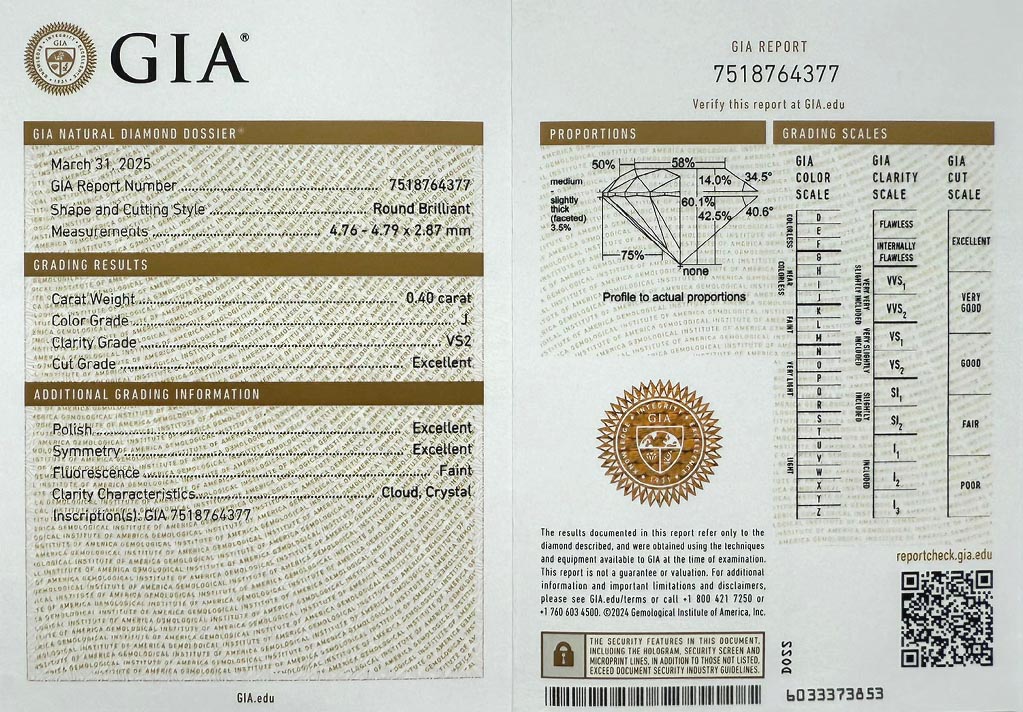 GIA®
GIA NATURAL DIAMOND DOSSIER®
March 31, 2025
GIA Report Number 7518764377
Shape and Cutting Style Round Brilliant
Measurements 4.76 - 4.79 x 2.87 mm
GRADING RESULTS
Carat Weight 0.40 carat
Color Grade J
Clarity Grade VS2
Cut Grade Excellent
ADDITIONAL GRADING INFORMATION
Polish Excellent
Symmetry Excellent
Fluorescence Faint
Clarity Characteristics Cloud, Crystal
Inscription(s): GIA 7518764377
GIA.edu
GIA REPORT
7518764377
Verify this report at GIA.edu
PROPORTIONS
50%
58%
medium
-
slightly
thick
(faceted)
3.5%
14.0%
34.5°
60.1%
42.5%
40.6°
75%
none
Profile to actual proportions
GIA
INTEGRITY
1931
The results documented in this report refer only to the
diamond described, and were obtained using the techniques
and equipment available to GIA at the time of examination.
This report is not a guarantee or valuation. For additional
information and important limitations and disclaimers,
please see GIA.edu/terms or call +1 800 421 7250 or
+1 760 603 4500. ©2024 Gemological Institute of America, Inc.
THE SECURITY FEATURES IN THIS DOCUMENT,
INCLUDING THE HOLOGRAM, SECURITY SCREEN AND
MICROPRINT LINES, IN ADDITION TO THOSE NOT LISTED,
EXCEED DOCUMENT SECURITY INDUSTRY GUIDELINES.
GRADING SCALES
GIA
COLOR
SCALE
COLORLESS
D
E
F
NEAR COLORLESS
G
H
I
J
FAINT
K
L
M
VERY LIGHT
N
O
P
Q
R
LIGHT
S
T
U
V
W
X
Y
Z
GIA
CLARITY
SCALE
FLAWLESS
INTERNALLY
FLAWLESS
VERY VERY
SLIGHTLY INCLUDED
VVS1
VVS2
VERY SLIGHTLY
INCLUDED
VS1
VS2
SLIGHTLY
INCLUDED
SI1
SI2
INCLUDED
I1
I2
I3
GIA
CUT
SCALE
EXCELLENT
VERY
GOOD
GOOD
FAIR
POOR
reportcheck.gia.edu
D022
6033373853